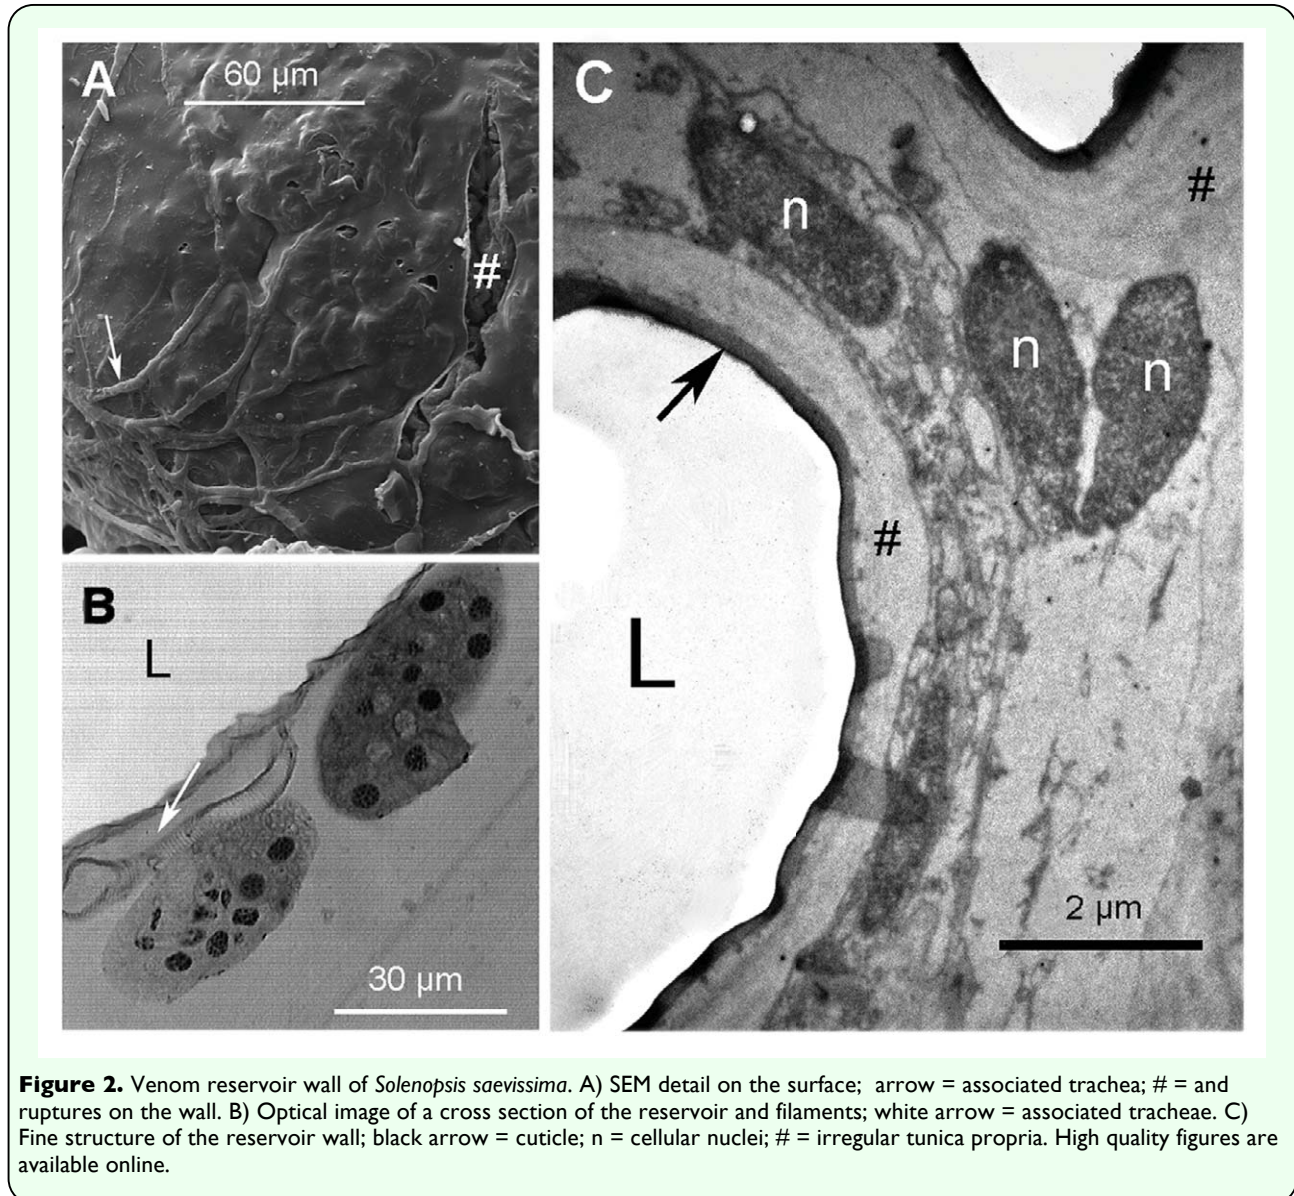 A
60 µm
#
B
L
30 µm
C
n
#
n
n
#
L
2 µm
Figure 2. Venom reservoir wall of Solenopsis saevissima. A) SEM detail on the surface; arrow = associated trachea; # = and
ruptures on the wall. B) Optical image of a cross section of the reservoir and filaments; white arrow = associated tracheae. C)
Fine structure of the reservoir wall; black arrow = cuticle; n = cellular nuclei; # = irregular tunica propria. High quality figures are
available online.